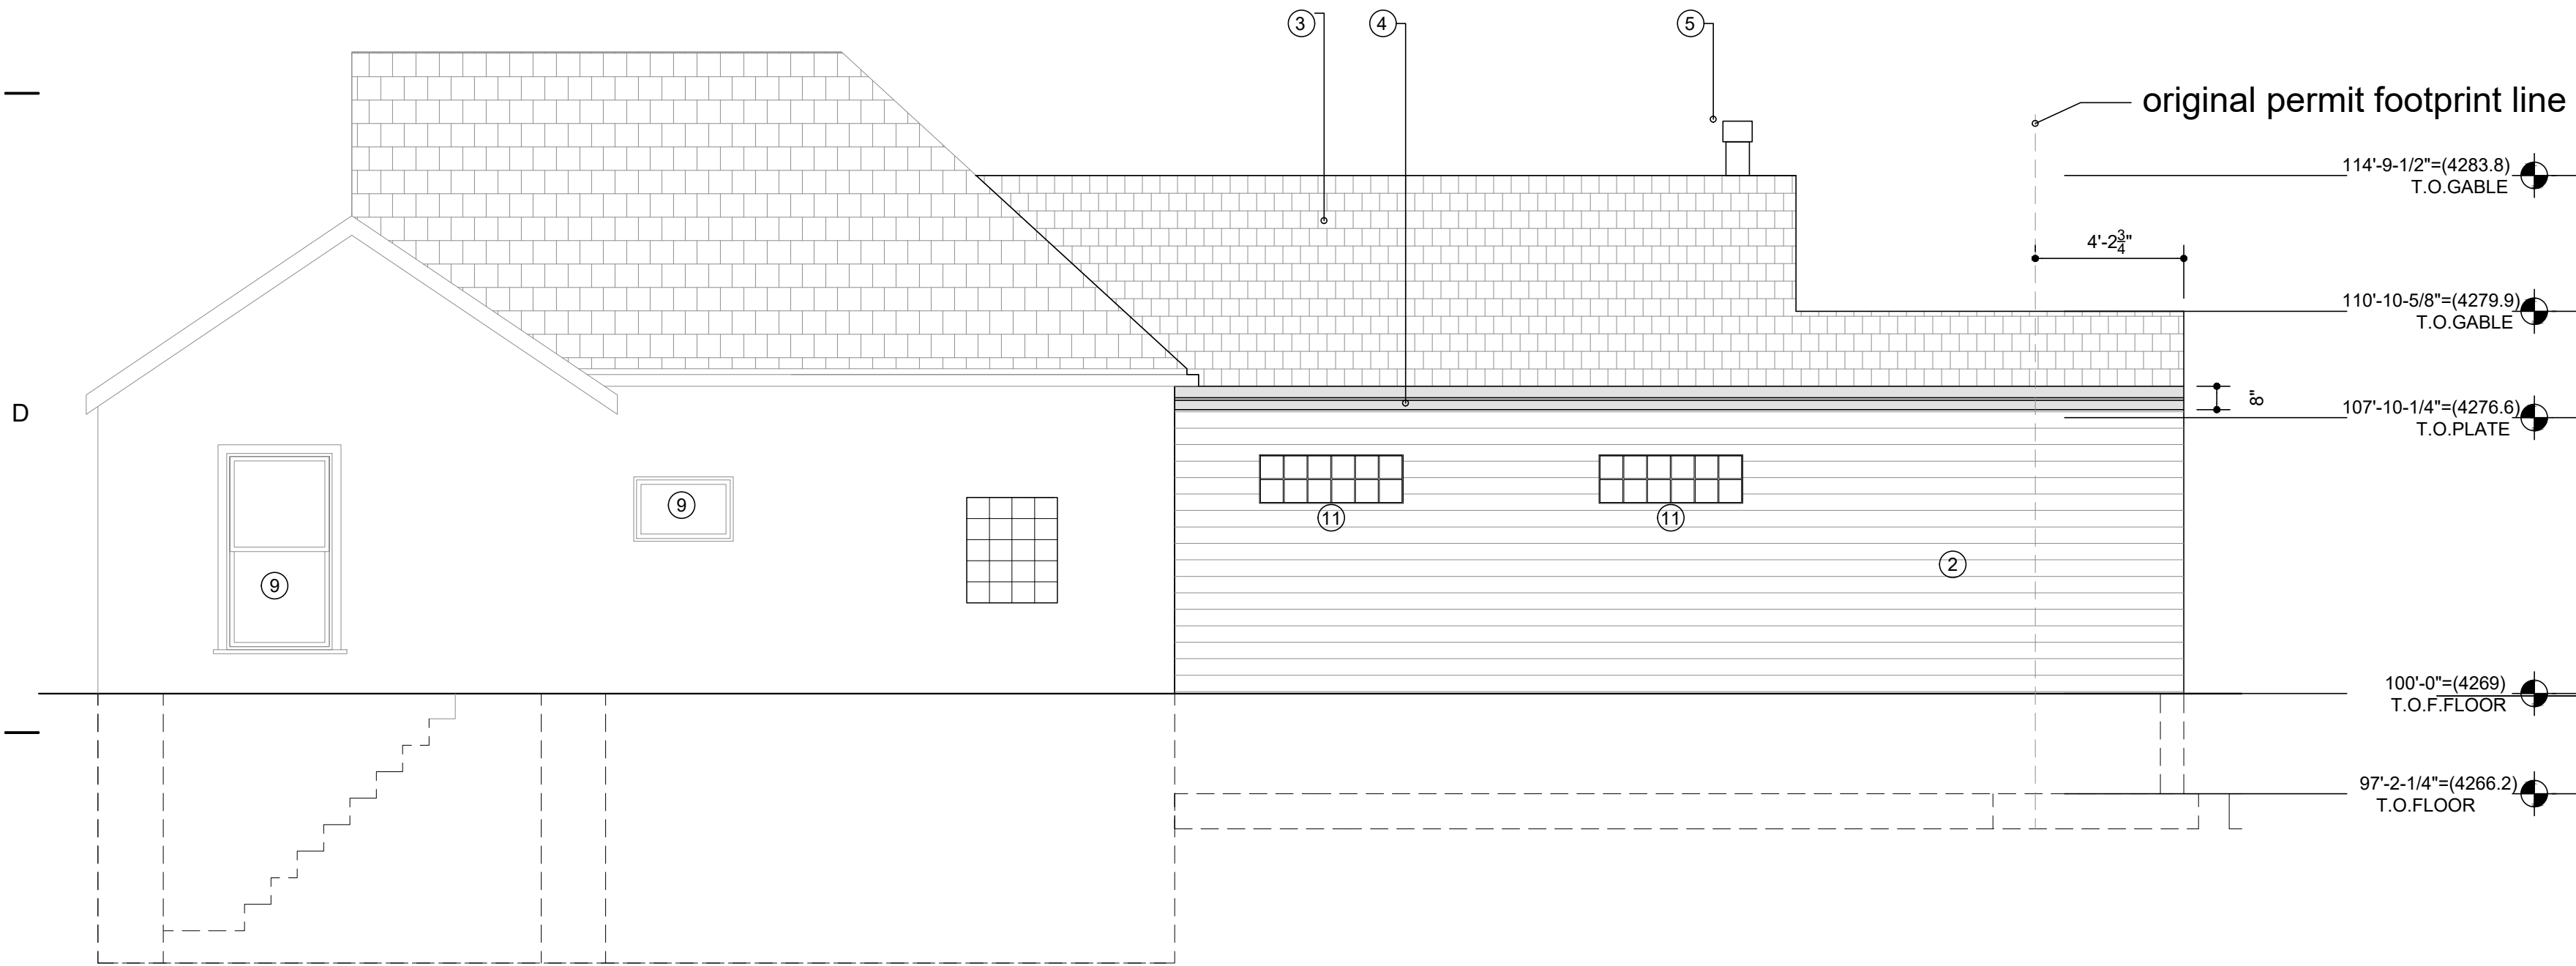 3
4
5
original permit footprint line
114'-9-1/2"=(4283.8)
T.O.GABLE
4'-2 3/4"
110'-10-5/8"=(4279.9)
T.O.GABLE
8"
107'-10-1/4"=(4276.6)
T.O.PLATE
D
9
9
11
11
2
100'-0"=(4269)
T.O.F.FLOOR
97'-2-1/4"=(4266.2)
T.O.FLOOR